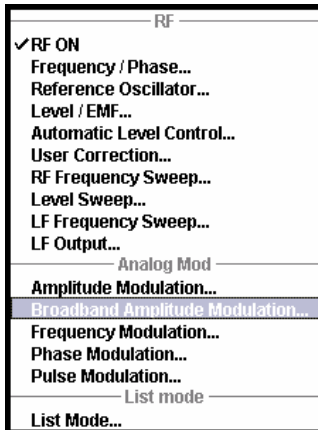 RF
RF ON
Frequency / Phase...
Reference Oscillator...
Level / EMF...
Automatic Level Control...
User Correction...
RF Frequency Sweep...
Level Sweep...
LF Frequency Sweep...
LF Output...
Analog Mod
Amplitude Modulation...
Broadband Amplitude Modulation...
Frequency Modulation...
Phase Modulation...
Pulse Modulation...
List mode
List Mode...